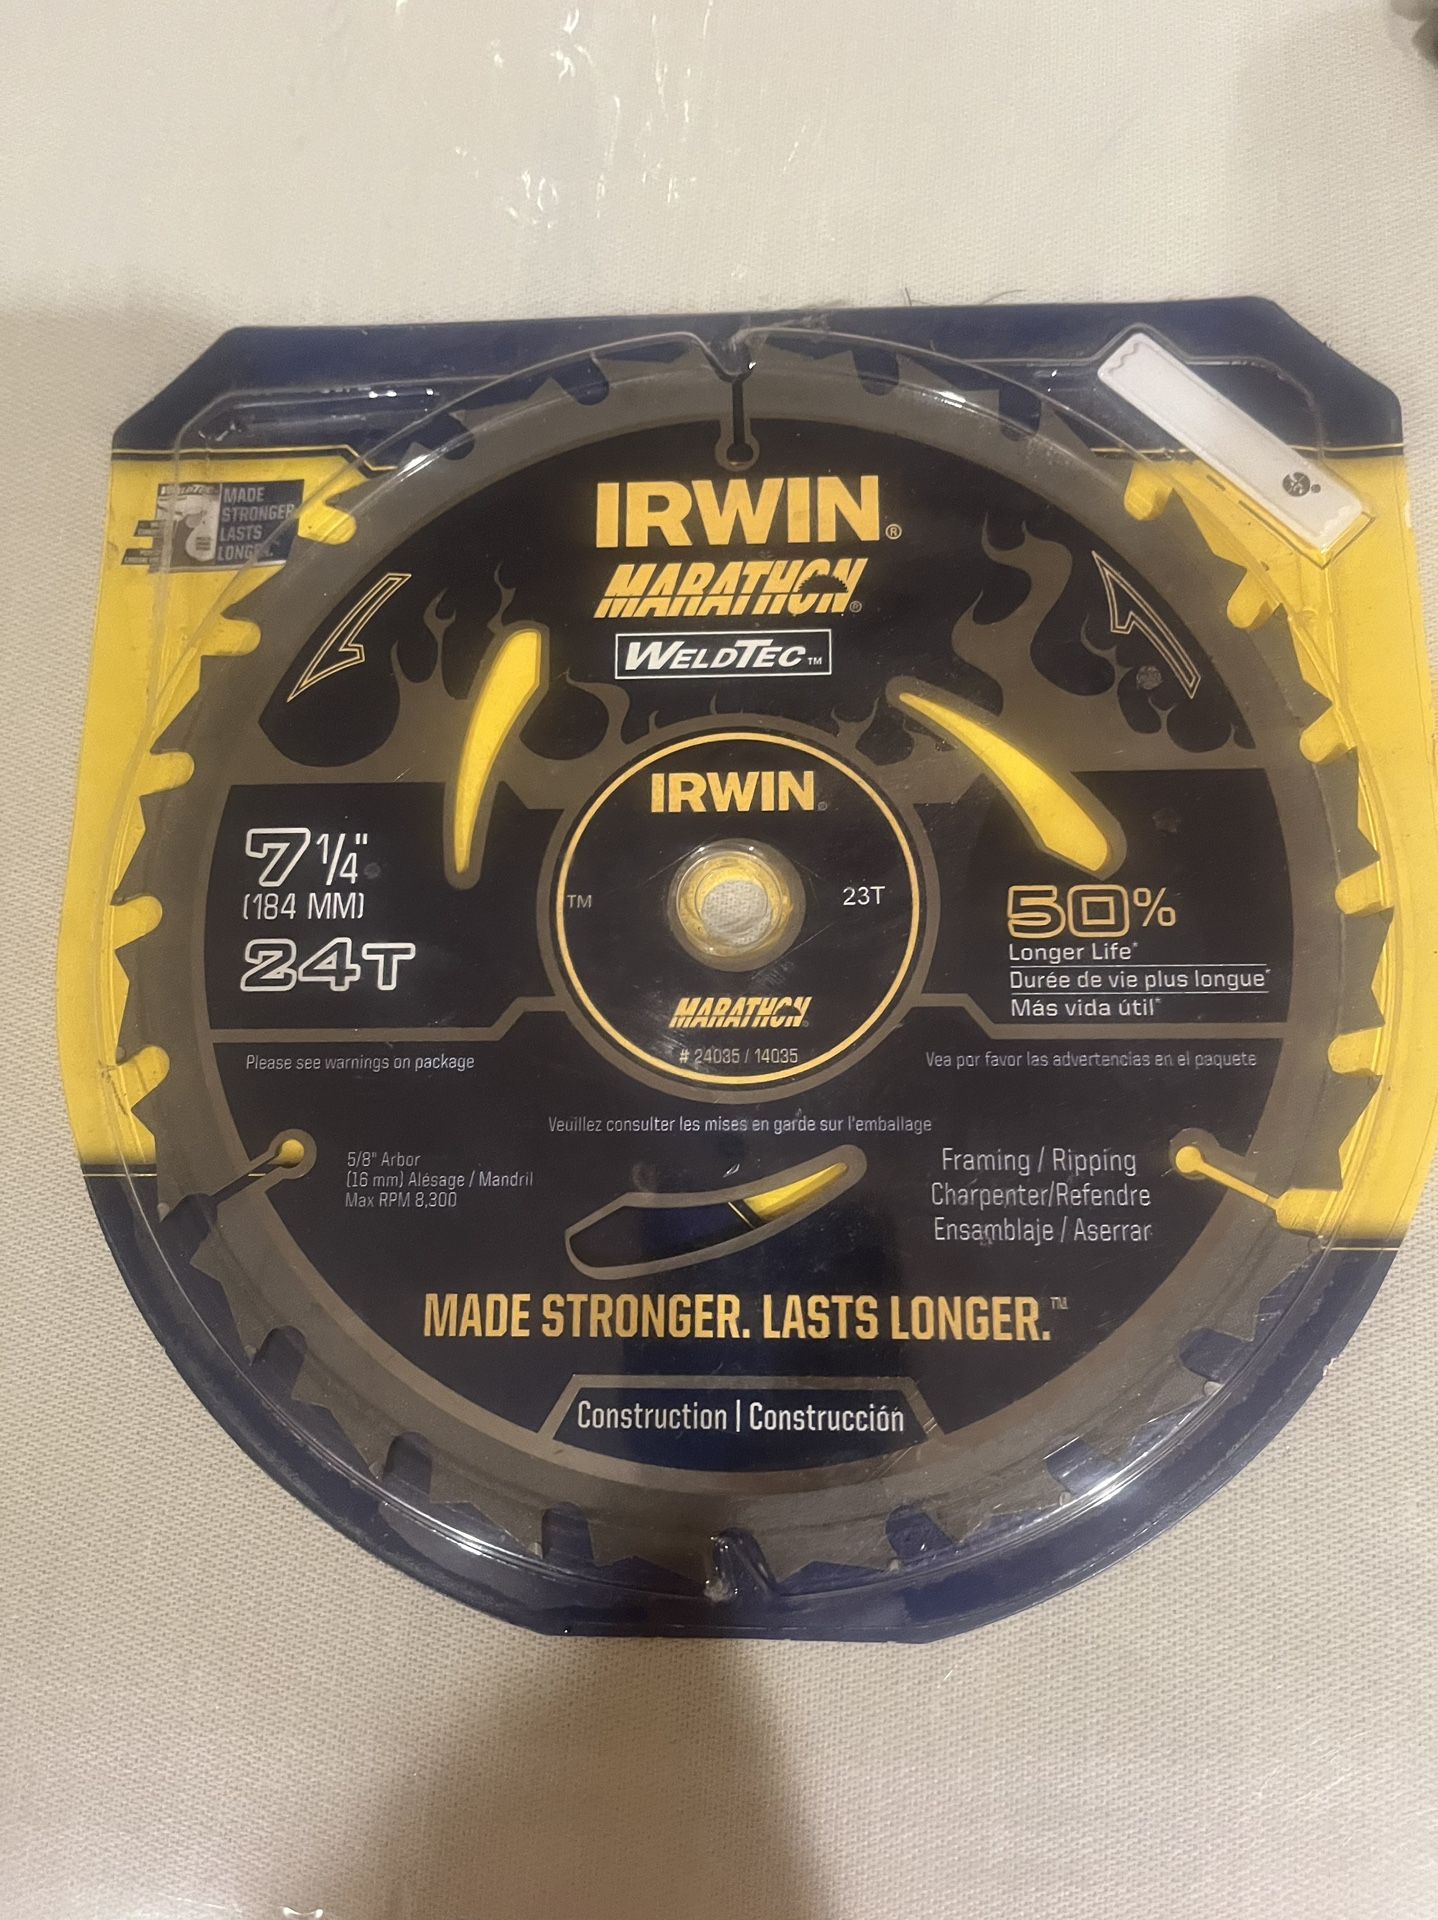 MADE
STRONGER
LASTS
IRWIN®
MARATHON®
WELDTEC™
IRWIN®
7 1/4"
(184 MM)
24T
™
23T
50%
Longer Life*
Durée de vie plus longue*
Más vida útil*
MARATHON®
# 24035 / 14035
Please see warnings on package
Vea por favor las advertencias en el paquete
Veuillez consulter les mises en garde sur l'emballage
5/8" Arbor
(16 mm) Alésage / Mandril
Max RPM 8,300
Framing / Ripping
Charpenter/Refendre
Ensamblaje / Aserrar
MADE STRONGER. LASTS LONGER.™
Construction | Construcción